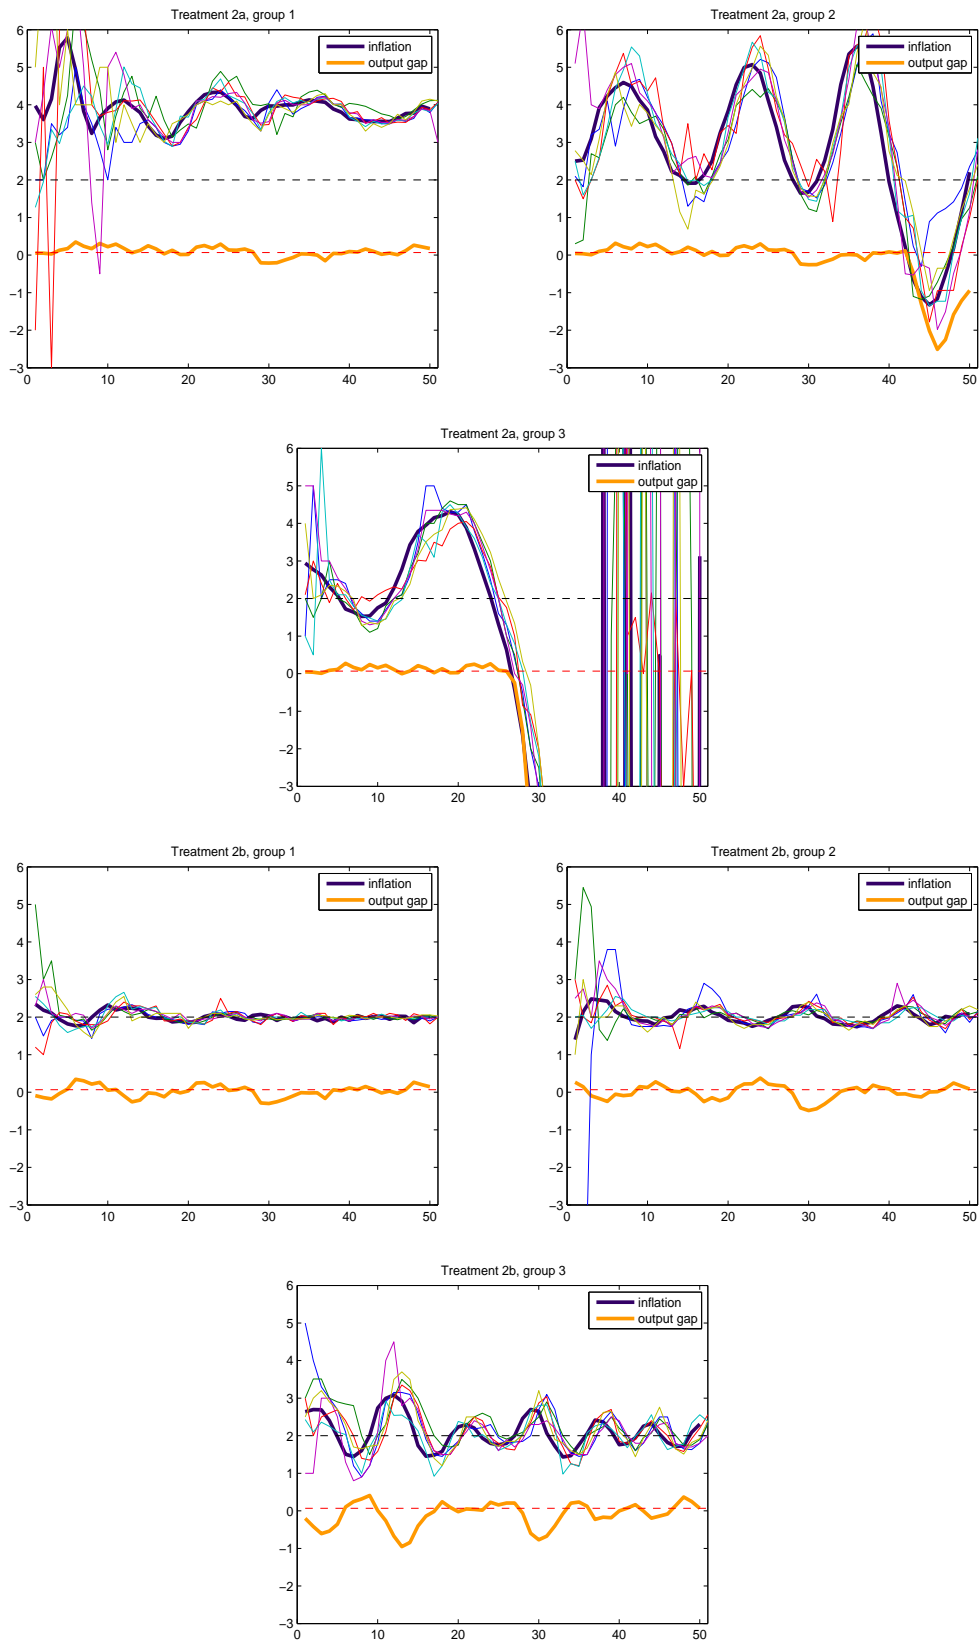 Treatment 2a, group 1
6
5
4
3
2
1
0
−1
−2
−3
0 10 20 30 40 50
inflation
output gap
Treatment 2a, group 2
6
5
4
3
2
1
0
−1
−2
−3
0 10 20 30 40 50
inflation
output gap
Treatment 2a, group 3
6
5
4
3
2
1
0
−1
−2
−3
0 10 20 30 40 50
inflation
output gap
Treatment 2b, group 1
6
5
4
3
2
1
0
−1
−2
−3
0 10 20 30 40 50
inflation
output gap
Treatment 2b, group 2
6
5
4
3
2
1
0
−1
−2
−3
0 10 20 30 40 50
inflation
output gap
Treatment 2b, group 3
6
5
4
3
2
1
0
−1
−2
−3
0 10 20 30 40 50
inflation
output gap